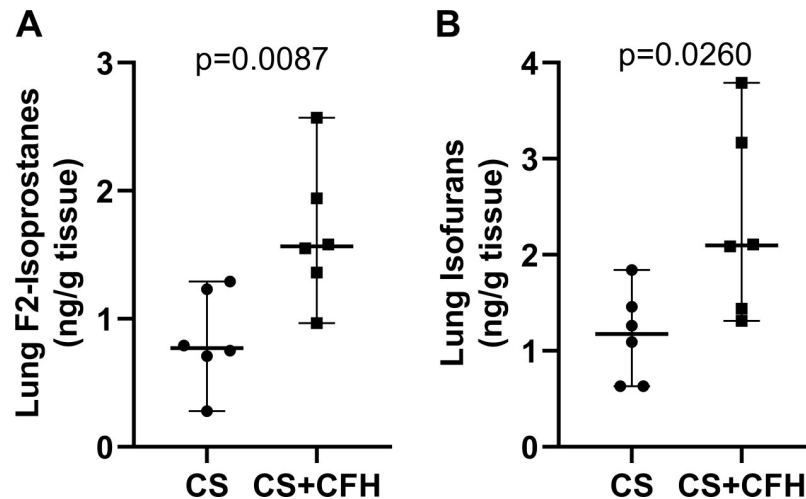 A
p=0.0087
Lung F2-Isoprostanes
(ng/g tissue)
3
2
1
0
CS
CS+CFH
B
p=0.0260
Lung Isofurans
(ng/g tissue)
4
3
2
1
0
CS
CS+CFH